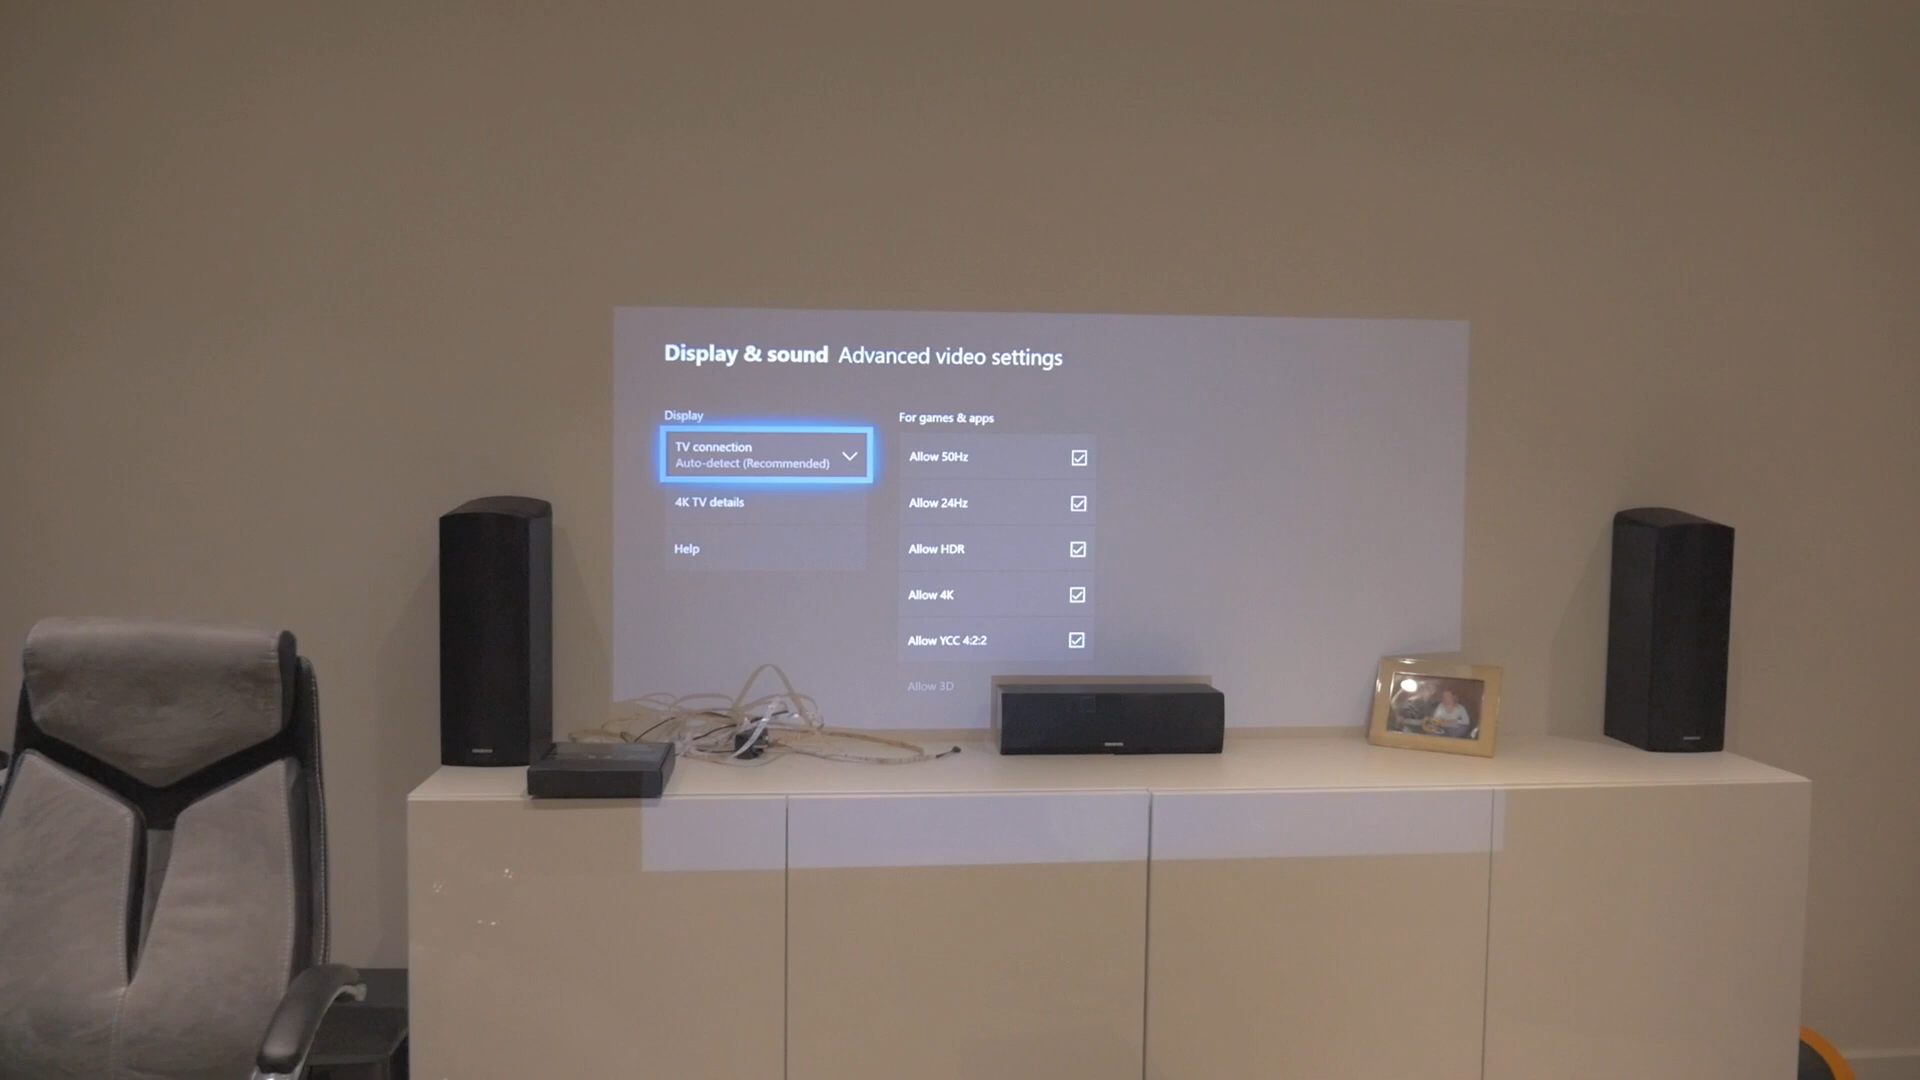 Display & sound Advanced video settings
Display
TV connection
Auto-detect (Recommended)
4K TV details
Help
For games & apps
Allow 50Hz
Allow 24Hz
Allow HDR
Allow 4K
Allow YCC 4:2:2
Allow 3D